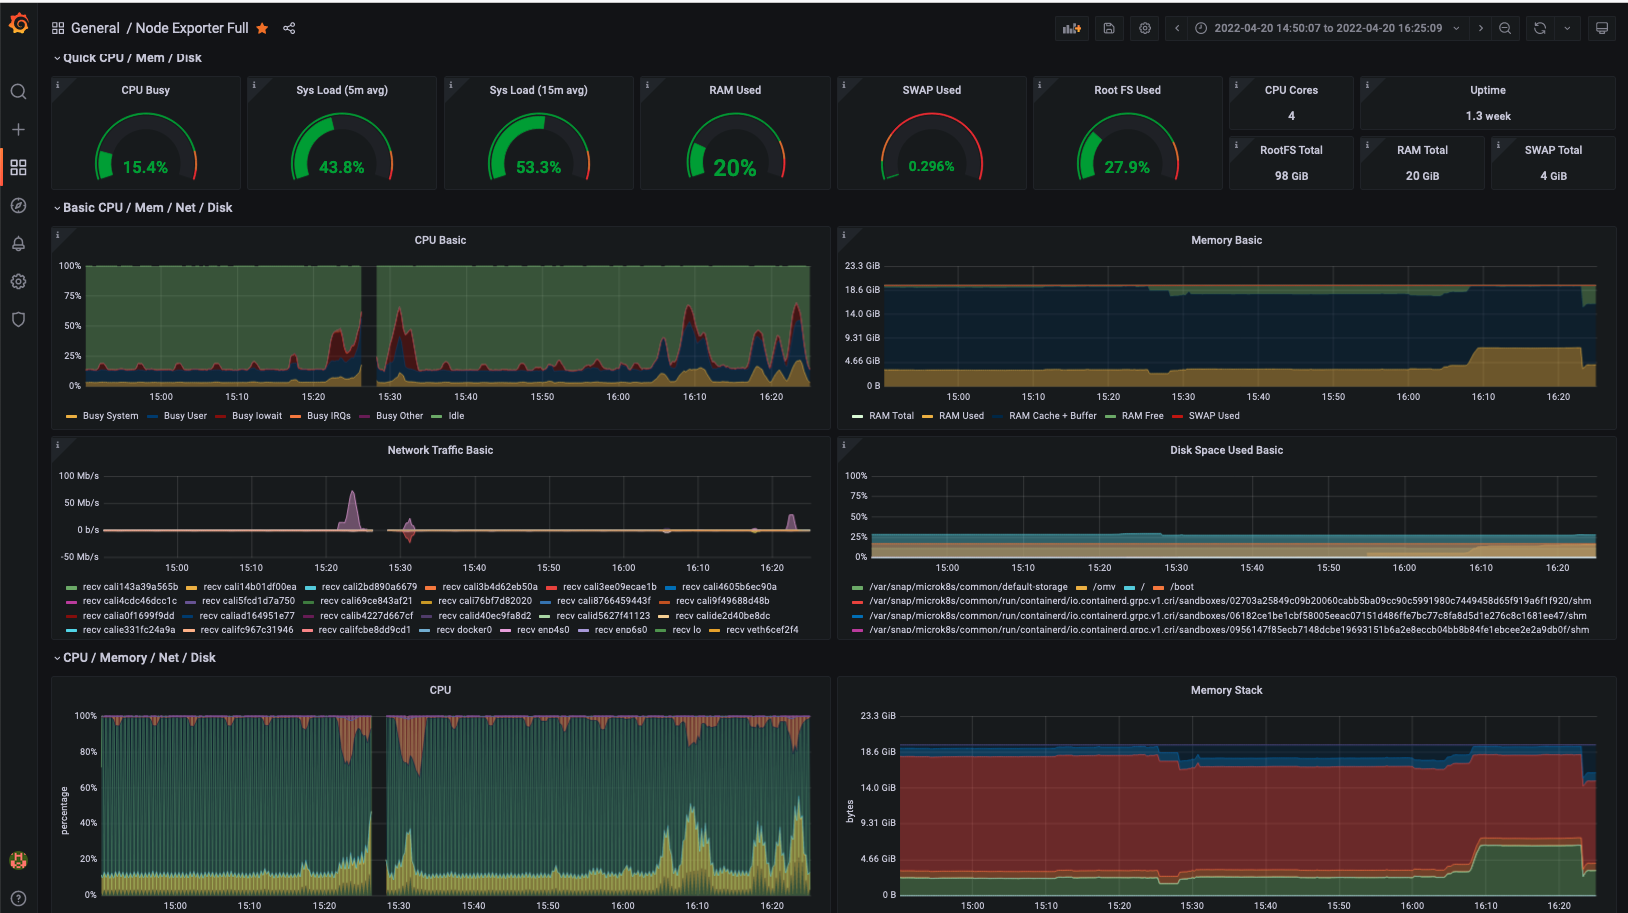 General / Node Exporter Full
2022-04-20 14:50:07 to 2022-04-20 16:25:09
Quick CPU / Mem / Disk
CPU Busy
15.4%
Sys Load (5m avg)
43.8%
Sys Load (15m avg)
53.3%
RAM Used
20%
SWAP Used
0.296%
Root FS Used
27.9%
CPU Cores
4
Uptime
1.3 week
RootFS Total
98 GiB
RAM Total
20 GiB
SWAP Total
4 GiB
Basic CPU / Mem / Net / Disk
CPU Basic
100%
75%
50%
25%
0%
15:00 15:10 15:20 15:30 15:40 15:50 16:00 16:10 16:20
Busy System Busy User Busy Iowait Busy IRQs Busy Other Idle
Memory Basic
23.3 GiB
18.6 GiB
14.0 GiB
9.31 GiB
4.66 GiB
0 B
15:00 15:10 15:20 15:30 15:40 15:50 16:00 16:10 16:20
RAM Total RAM Used RAM Cache + Buffer RAM Free SWAP Used
Network Traffic Basic
100 Mb/s
50 Mb/s
0 b/s
-50 Mb/s
15:00 15:10 15:20 15:30 15:40 15:50 16:00 16:10 16:20
recv cali143a39a565b recv cali14b01df00ea recv cali2bd890a6679 recv cali3b4d62eb50a recv cali3ee09ecae1b recv cali4605b6ec90a
recv cali4cdc46dcc1c recv cali5fcd1d7a750 recv cali69ce843af21 recv cali76bf7d82020 recv cali8766459443f recv cali9f49688d48b
recv calia0f1699f9dd recv caliad164951e77 recv calib4227d667cf recv calid40ec9fa8d2 recv calid5627f41123 recv calide2d40be8dc
recv calie331fc24a9a recv califc967c31946 recv califcbe8dd9cd1 recv docker0 recv enp4s0 recv enp6s0 recv lo recv veth6cef2f4
Disk Space Used Basic
100%
75%
50%
25%
0%
15:00 15:10 15:20 15:30 15:40 15:50 16:00 16:10 16:20
/var/snap/microk8s/common/default-storage /omv / /boot
/var/snap/microk8s/common/run/containerd/io.containerd.grpc.v1.cri/sandboxes/02703a25849c09b20060cabb5ba09cc90c5991980c7449458d65f919a6f1f920/shm
/var/snap/microk8s/common/run/containerd/io.containerd.grpc.v1.cri/sandboxes/06182ce1be1cbf58005eeac07151d486ffe7bc77c8fa8d5d1e276c8c1681ee47/shm
/var/snap/microk8s/common/run/containerd/io.containerd.grpc.v1.cri/sandboxes/0956147f85ecb7148dcbe19693151b6a2e8eccb04bb8b84fe1ebcee2e2a9db0f/shm
CPU / Memory / Net / Disk
CPU
percentage
100%
80%
60%
40%
20%
0%
15:00 15:10 15:20 15:30 15:40 15:50 16:00 16:10 16:20
Memory Stack
bytes
23.3 GiB
18.6 GiB
14.0 GiB
9.31 GiB
4.66 GiB
0 B
15:00 15:10 15:20 15:30 15:40 15:50 16:00 16:10 16:20